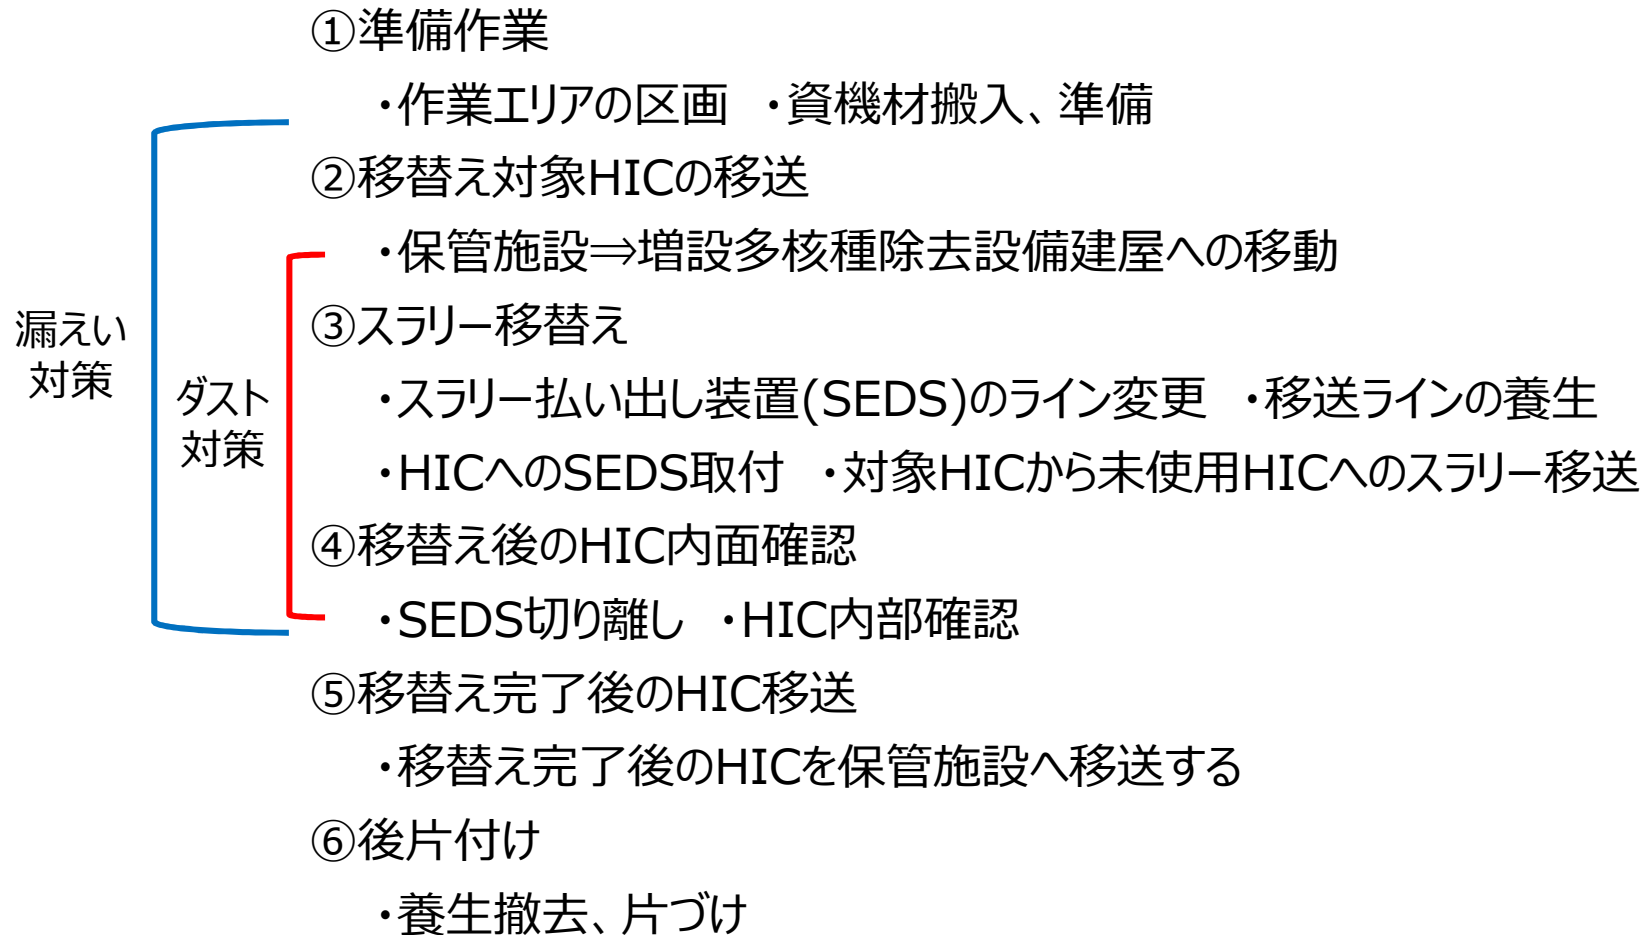 ①準備作業
・作業エリアの区画　・資機材搬入、準備
②移替え対象HICの移送
・保管施設⇒増設多核種除去設備建屋への移動
漏えい
対策
ダスト
対策
③スラリー移替え
・スラリー払い出し装置(SEDS)のライン変更　・移送ラインの養生
・HICへのSEDS取付　・対象HICから未使用HICへのスラリー移送
④移替え後のHIC内面確認
・SEDS切り離し　・HIC内部確認
⑤移替え完了後のHIC移送
・移替え完了後のHICを保管施設へ移送する
⑥後片付け
・養生撤去、片づけ